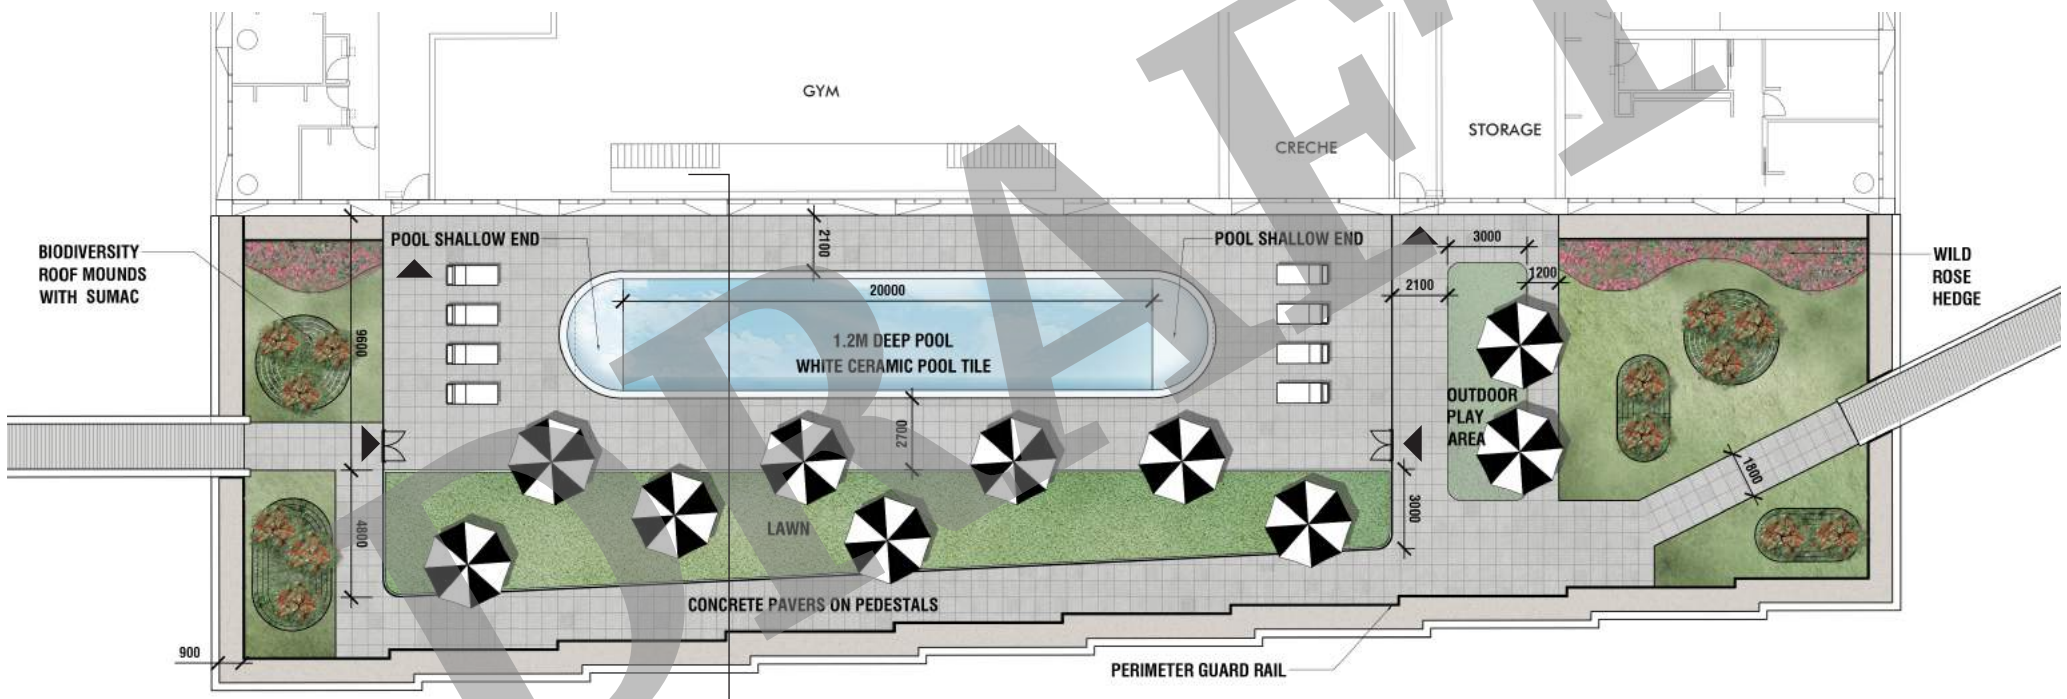 GYM
CRECHE
STORAGE
BIODIVERSITY
ROOF MOUNDS
WITH SUMAC
POOL SHALLOW END
2100
POOL SHALLOW END
3000
2100
1200
WILD
ROSE
HEDGE
20000
1.2M DEEP POOL
WHITE CERAMIC POOL TILE
9600
2700
OUTDOOR
PLAY
AREA
1800
4800
LAWN
3000
CONCRETE PAVERS ON PEDESTALS
900
PERIMETER GUARD RAIL
DRAFT